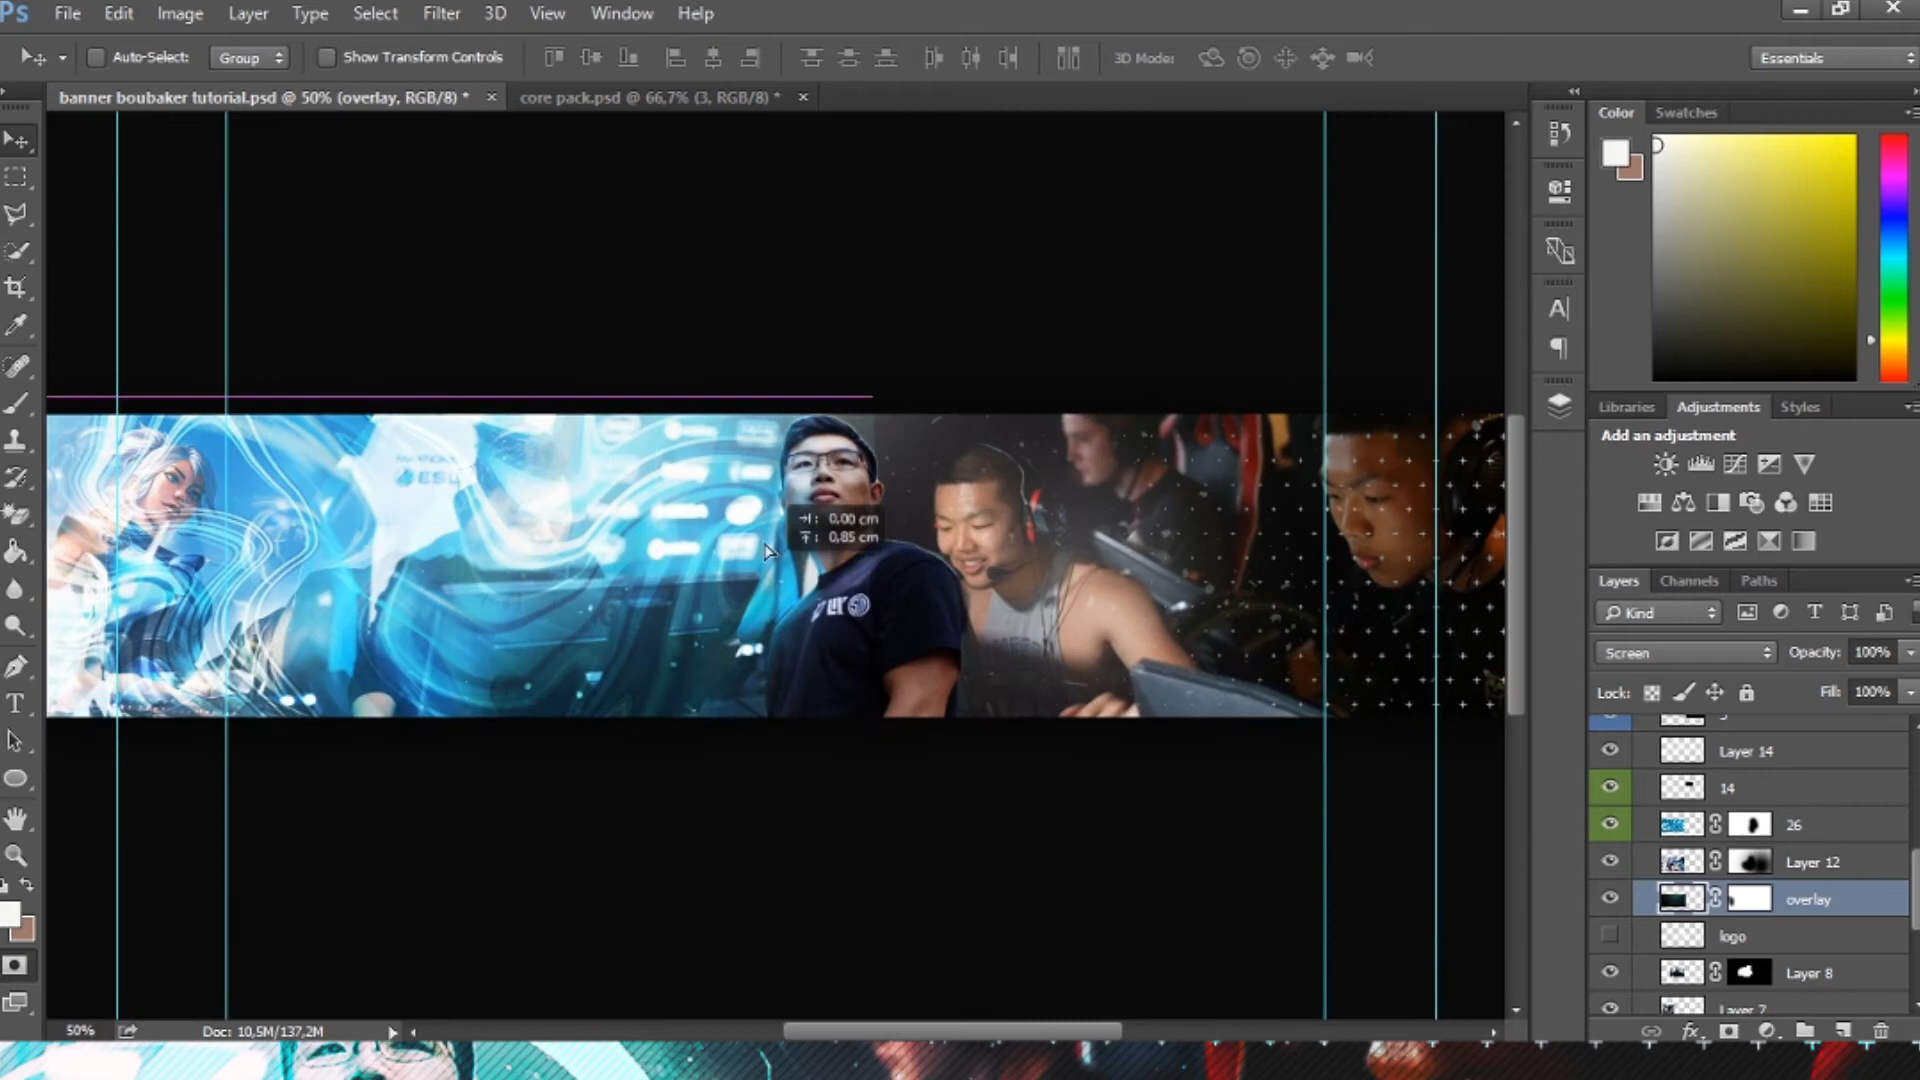 Ps File Edit Image Layer Type Select Filter 3D View Window Help
Auto-Select: Group Show Transform Controls 3D Mode: Essentials
banner boubaker tutorial.psd @ 50% (overlay, RGB/8) * × core pack.psd @ 66,7% (3, RGB/8) * ×
Color Swatches
Libraries Adjustments Styles
Add an adjustment
ESL
→|: 0,00 cm
0,85 cm
Layers Channels Paths
Kind
Screen Opacity: 100%
Lock: Fill: 100%
Layer 14
14
26
Layer 12
overlay
logo
Layer 8
Layer 7
50% Doc: 10,5M/137,2M